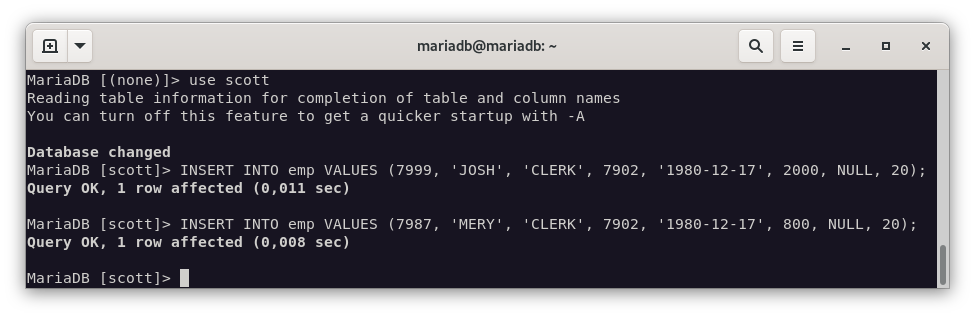 mariadb@mariadb: ~
MariaDB [(none)]> use scott
Reading table information for completion of table and column names
You can turn off this feature to get a quicker startup with -A
Database changed
MariaDB [scott]> INSERT INTO emp VALUES (7999, 'JOSH', 'CLERK', 7902, '1980-12-17', 2000, NULL, 20);
Query OK, 1 row affected (0,011 sec)
MariaDB [scott]> INSERT INTO emp VALUES (7987, 'MERY', 'CLERK', 7902, '1980-12-17', 800, NULL, 20);
Query OK, 1 row affected (0,008 sec)
MariaDB [scott]>